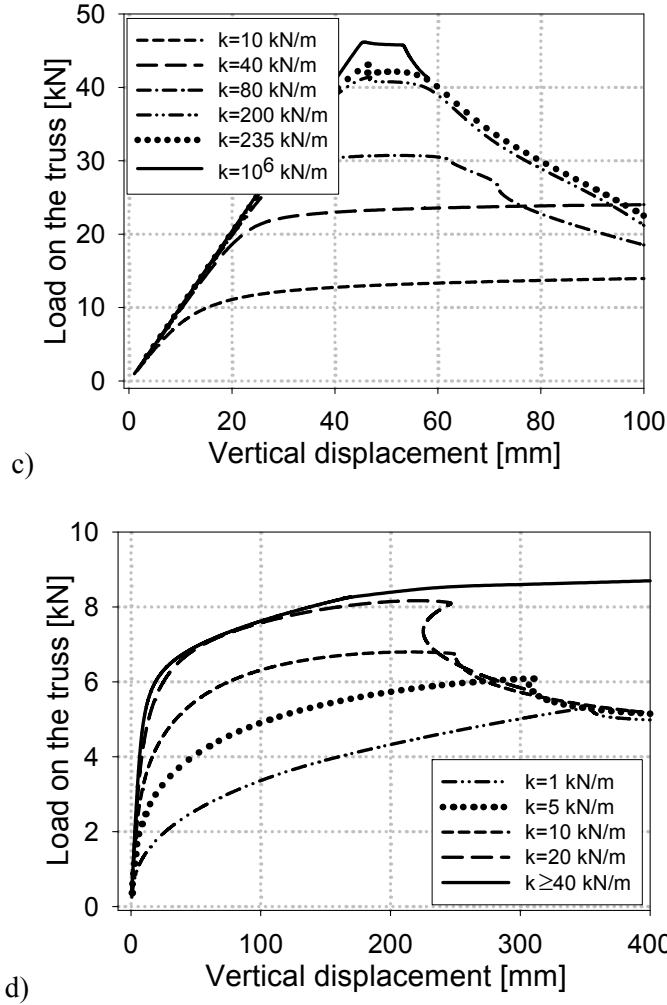 50
40
30
20
10
0
Load on the truss [kN]
k=10 kN/m
k=40 kN/m
k=80 kN/m
k=200 kN/m
k=235 kN/m
k=10⁶ kN/m
0 20 40 60 80 100
Vertical displacement [mm]
c)
10
8
6
4
2
0
Load on the truss [kN]
k=1 kN/m
k=5 kN/m
k=10 kN/m
k=20 kN/m
k≥40 kN/m
0 100 200 300 400
Vertical displacement [mm]
d)